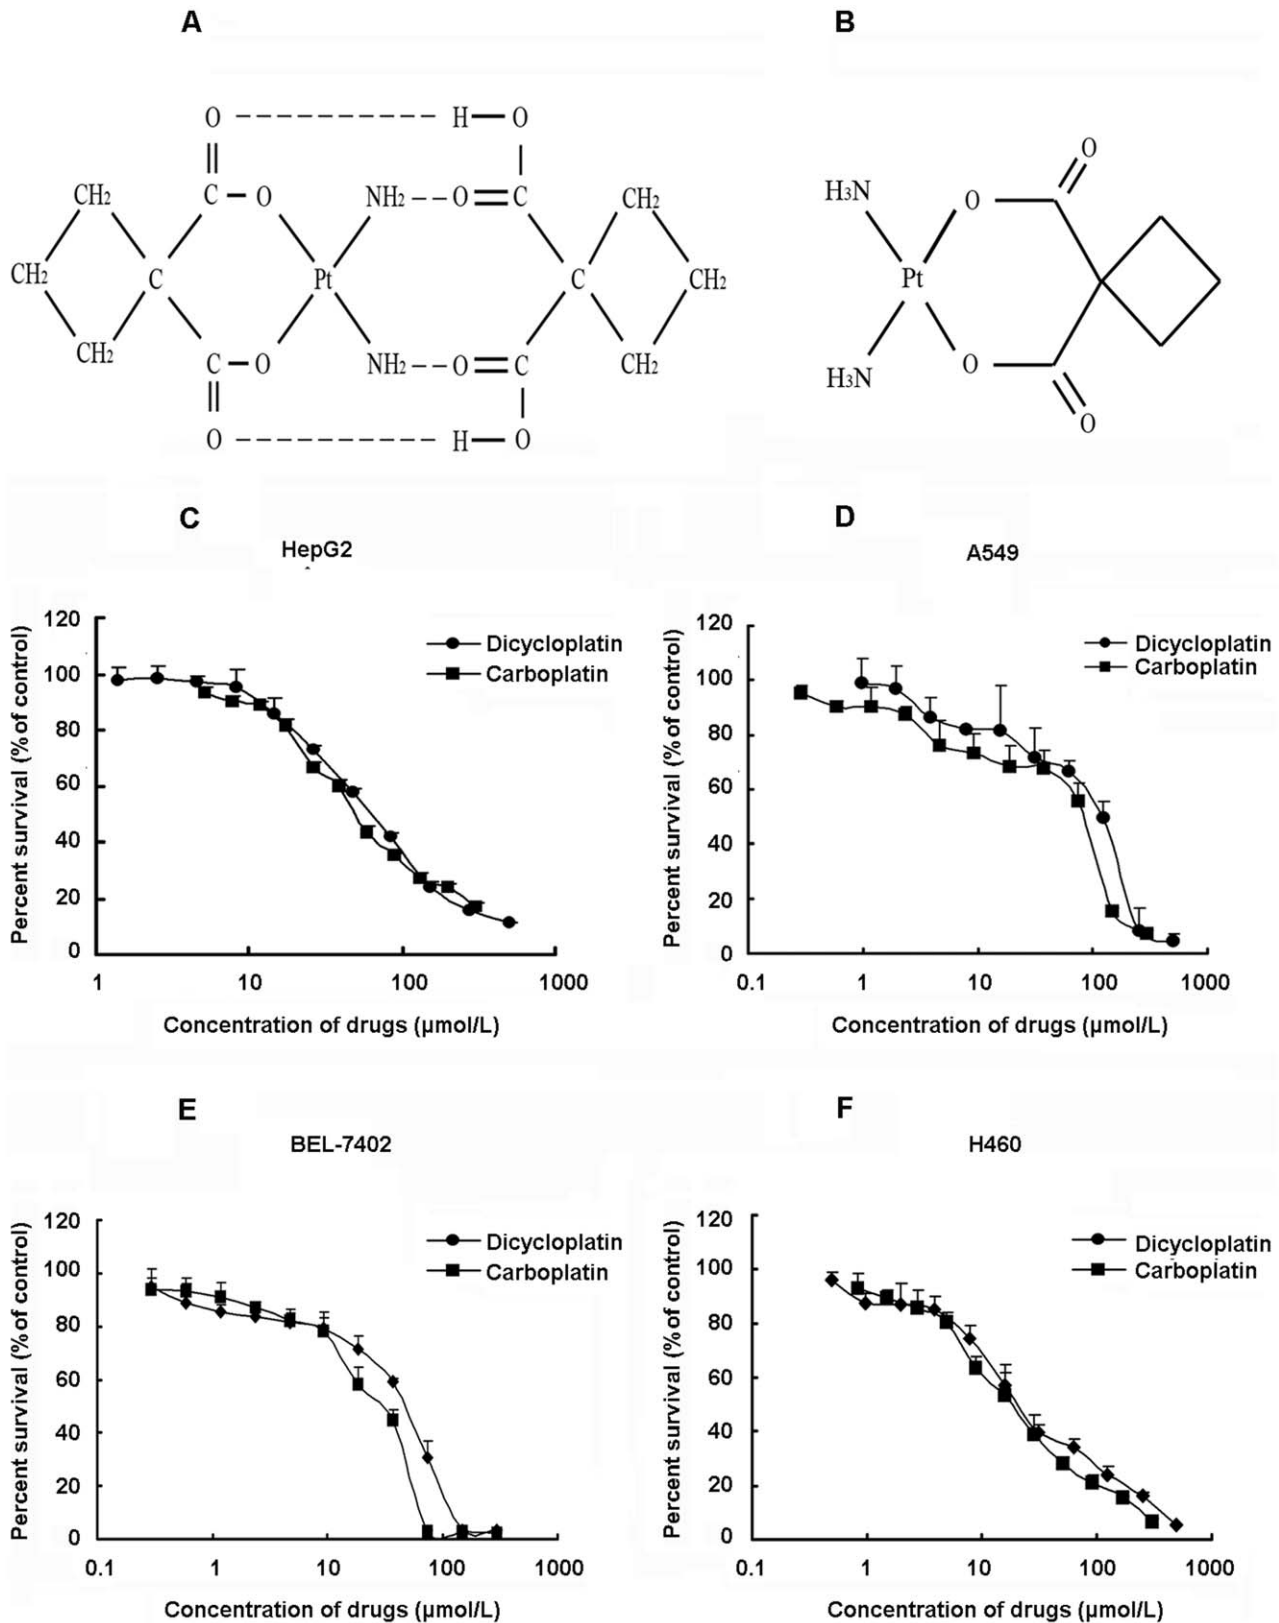 A
B
O H O
C O NH2 O C
CH2 CH2
CH2 C Pt C CH2
CH2 CH2
C O NH2 O C
O H O
O
H3N O
Pt
H3N O
O
C
HepG2
Percent survival (% of control)
120
100
80
60
40
20
0
Dicycloplatin
Carboplatin
1 10 100 1000
Concentration of drugs (µmol/L)
D
A549
Percent survival (% of control)
120
100
80
60
40
20
0
Dicycloplatin
Carboplatin
0.1 1 10 100 1000
Concentration of drugs (µmol/L)
E
BEL-7402
Percent survival (% of control)
120
100
80
60
40
20
0
Dicycloplatin
Carboplatin
0.1 1 10 100 1000
Concentration of drugs (µmol/L)
F
H460
Percent survival (% of control)
120
100
80
60
40
20
0
Dicycloplatin
Carboplatin
0.1 1 10 100 1000
Concentration of drugs (µmol/L)